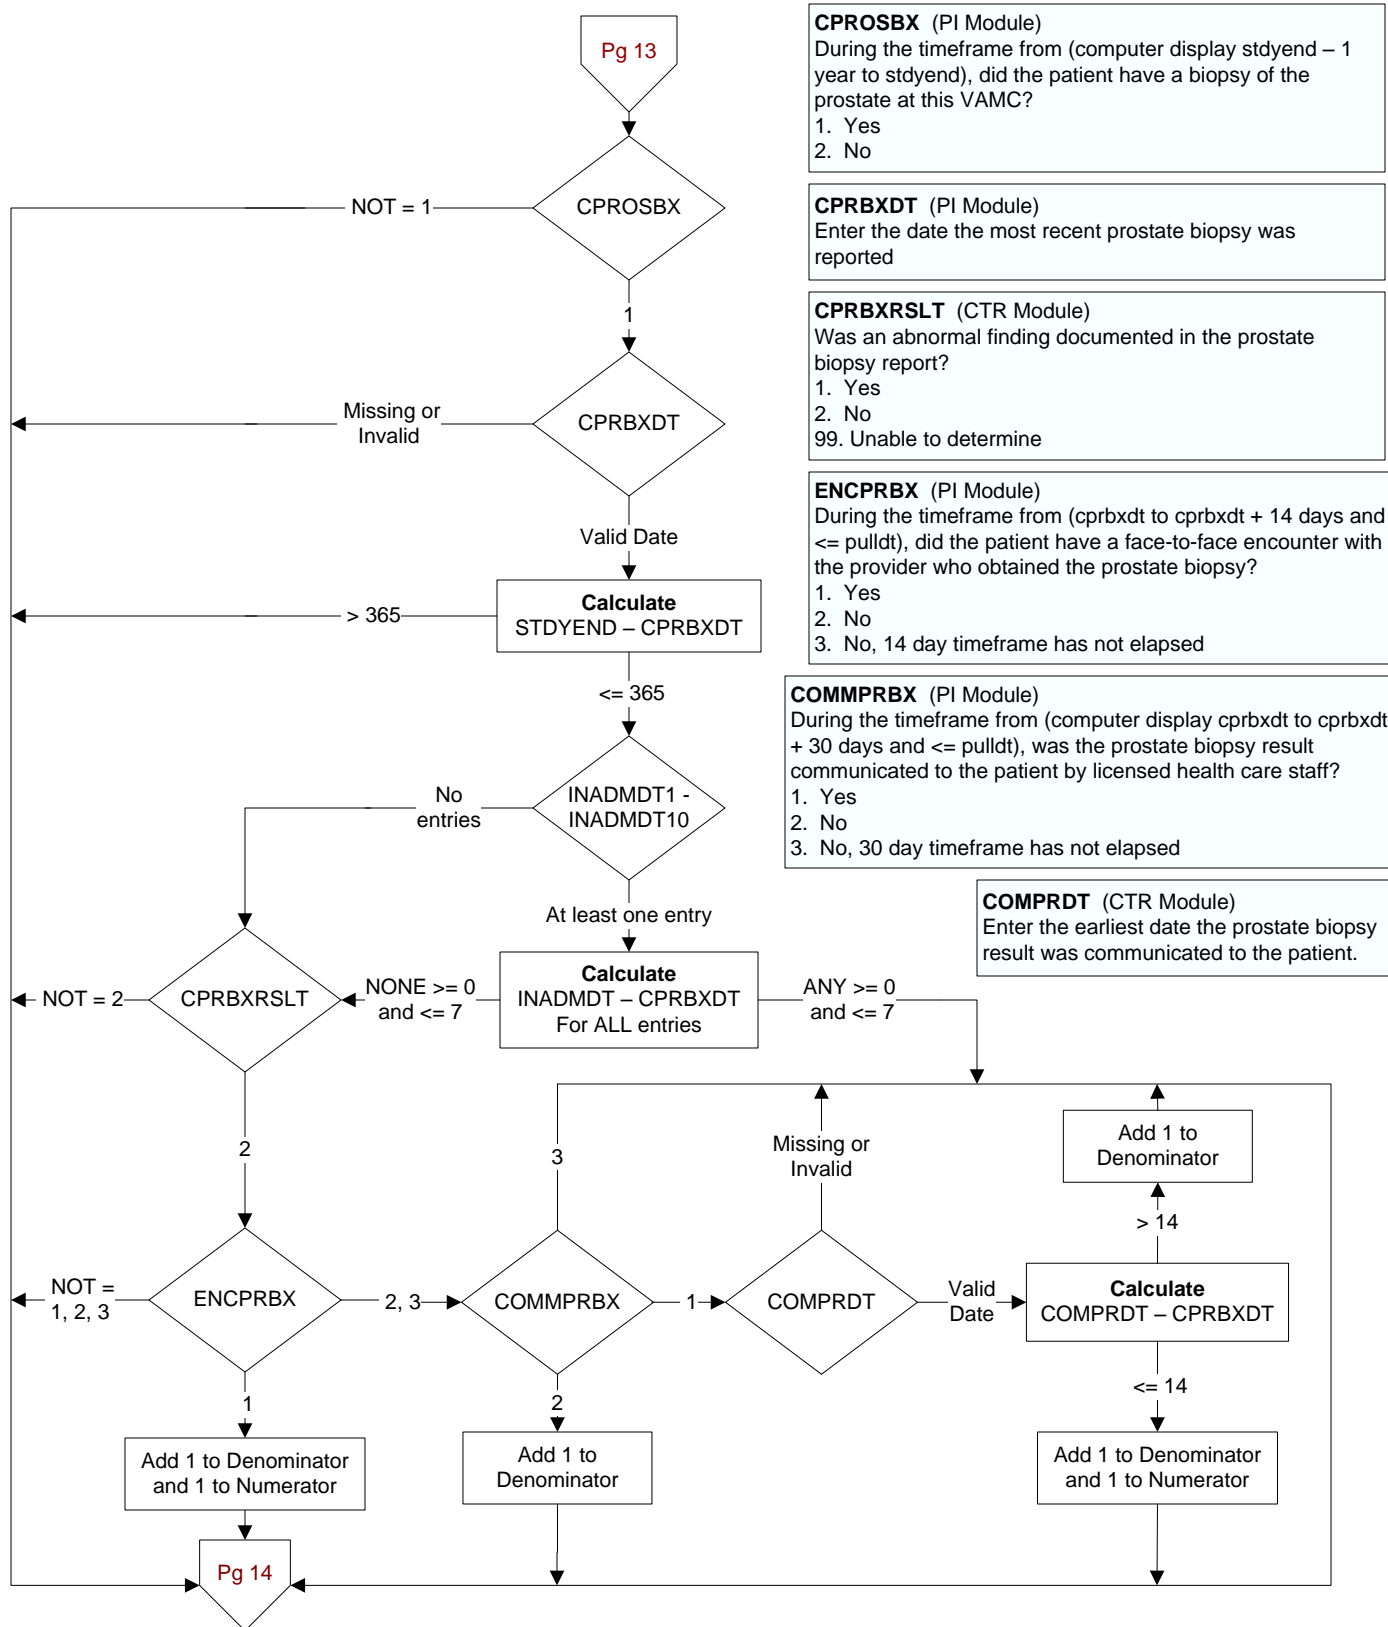 Pg 13
CPROSBX (PI Module)
During the timeframe from (computer display stdyend – 1
year to stdyend), did the patient have a biopsy of the
prostate at this VAMC?
1. Yes
2. No
CPROSBX
NOT = 1
1
CPRBXDT (PI Module)
Enter the date the most recent prostate biopsy was
reported
CPRBXRSLT (CTR Module)
Was an abnormal finding documented in the prostate
biopsy report?
1. Yes
2. No
99. Unable to determine
CPRBXDT
Missing or
Invalid
Valid Date
ENCPRBX (PI Module)
During the timeframe from (cprbxdt to cprbxdt + 14 days and
<= pulldt), did the patient have a face-to-face encounter with
the provider who obtained the prostate biopsy?
1. Yes
2. No
3. No, 14 day timeframe has not elapsed
Calculate
STDYEND – CPRBXDT
> 365
<= 365
COMMPRBX (PI Module)
During the timeframe from (computer display cprbxdt to cprbxdt
+ 30 days and <= pulldt), was the prostate biopsy result
communicated to the patient by licensed health care staff?
1. Yes
2. No
3. No, 30 day timeframe has not elapsed
INADMDT1 -
INADMDT10
No
entries
At least one entry
COMPRDT (CTR Module)
Enter the earliest date the prostate biopsy
result was communicated to the patient.
Calculate
INADMDT – CPRBXDT
For ALL entries
NONE >= 0
and <= 7
ANY >= 0
and <= 7
CPRBXRSLT
NOT = 2
2
3
Missing or
Invalid
Add 1 to
Denominator
> 14
NOT =
1, 2, 3
ENCPRBX
2, 3
COMMPRBX
1
COMPRDT
Valid
Date
Calculate
COMPRDT – CPRBXDT
<= 14
1
2
Add 1 to Denominator
and 1 to Numerator
Add 1 to
Denominator
Add 1 to Denominator
and 1 to Numerator
Pg 14